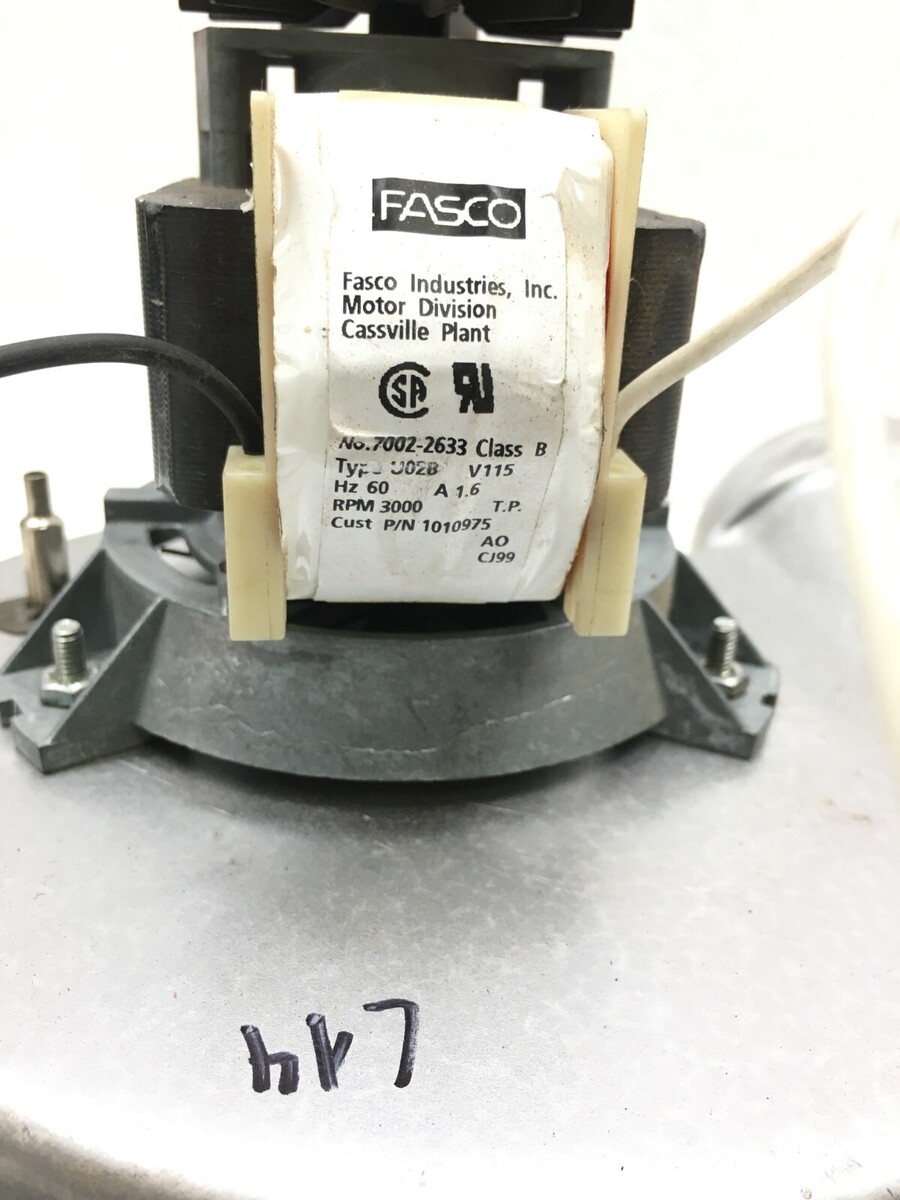 FASCO
Fasco Industries, Inc.
Motor Division
Cassville Plant
No.7002-2633 Class B
Type U02B V115
Hz 60 A 1.6
RPM 3000 T.P.
Cust P/N 1010975
AO
CJ99